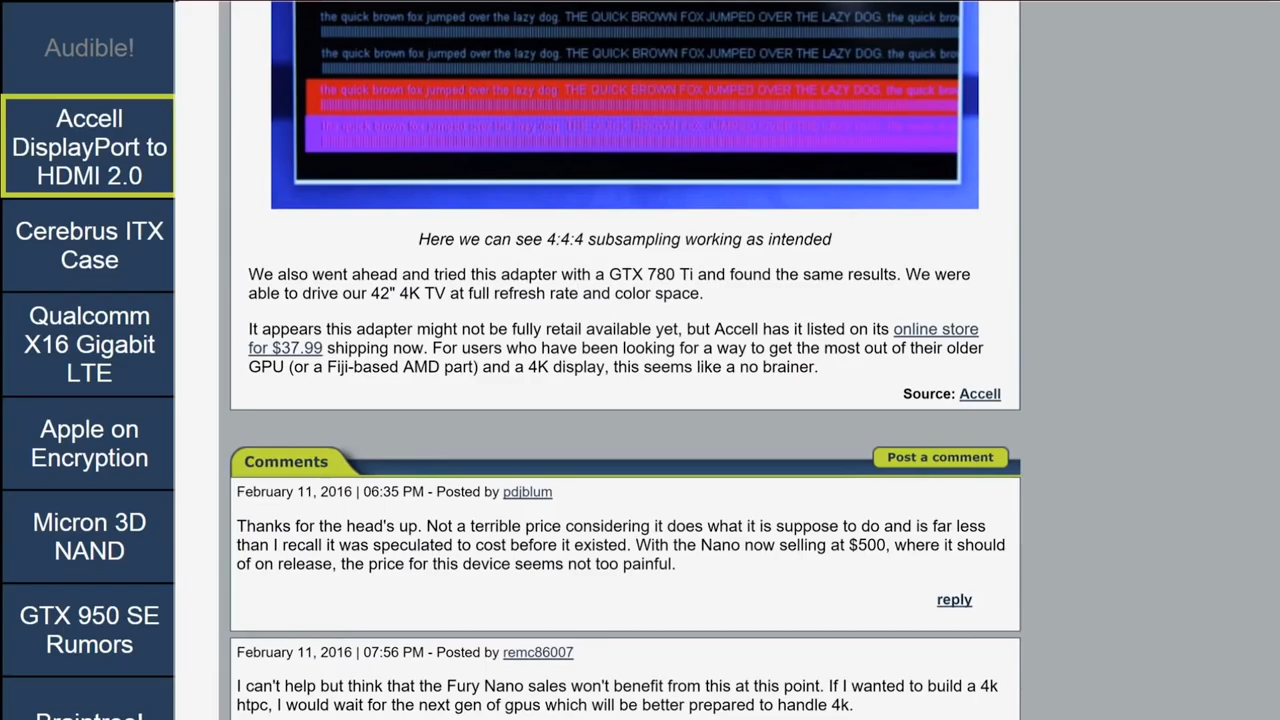 Audible!
Accell
DisplayPort to
HDMI 2.0
Cerebrus ITX
Case
Qualcomm
X16 Gigabit
LTE
Apple on
Encryption
Micron 3D
NAND
GTX 950 SE
Rumors
the quick brown fox jumped over the lazy dog. THE QUICK BROWN FOX JUMPED OVER THE LAZY DOG. the quick bro
the quick brown fox jumped over the lazy dog. THE QUICK BROWN FOX JUMPED OVER THE LAZY DOG. the quick bro
the quick brown fox jumped over the lazy dog. THE QUICK BROWN FOX JUMPED OVER THE LAZY DOG. the quick bro
Here we can see 4:4:4 subsampling working as intended
We also went ahead and tried this adapter with a GTX 780 Ti and found the same results. We were
able to drive our 42" 4K TV at full refresh rate and color space.
It appears this adapter might not be fully retail available yet, but Accell has it listed on its online store
for $37.99 shipping now. For users who have been looking for a way to get the most out of their older
GPU (or a Fiji-based AMD part) and a 4K display, this seems like a no brainer.
Source: Accell
Comments
Post a comment
February 11, 2016 | 06:35 PM - Posted by pdjblum
Thanks for the head's up. Not a terrible price considering it does what it is suppose to do and is far less
than I recall it was speculated to cost before it existed. With the Nano now selling at $500, where it should
of on release, the price for this device seems not too painful.
reply
February 11, 2016 | 07:56 PM - Posted by remc86007
I can't help but think that the Fury Nano sales won't benefit from this at this point. If I wanted to build a 4k
htpc, I would wait for the next gen of gpus which will be better prepared to handle 4k.